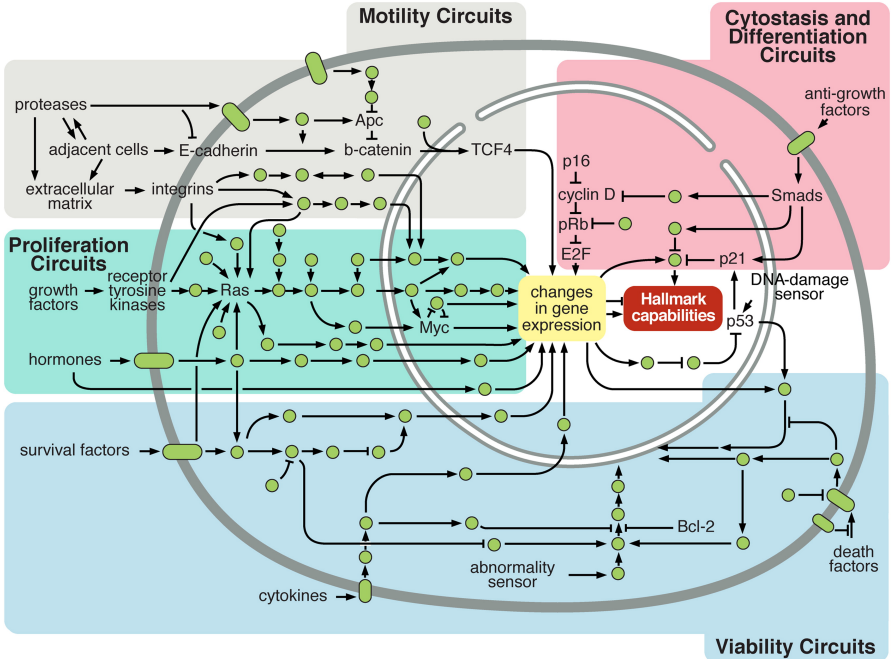 Motility Circuits
Cytostasis and
Differentiation
Circuits
proteases
adjacent cells
E-cadherin
Apc
b-catenin
TCF4
extracellular
matrix
integrins
anti-growth
factors
p16
cyclin D
Smads
pRb
E2F
p21
Proliferation
Circuits
growth
factors
receptor
tyrosine
kinases
Ras
Myc
hormones
changes
in gene
expression
Hallmark
capabilities
DNA-damage
sensor
p53
survival factors
cytokines
Bcl-2
abnormality
sensor
death
factors
Viability Circuits